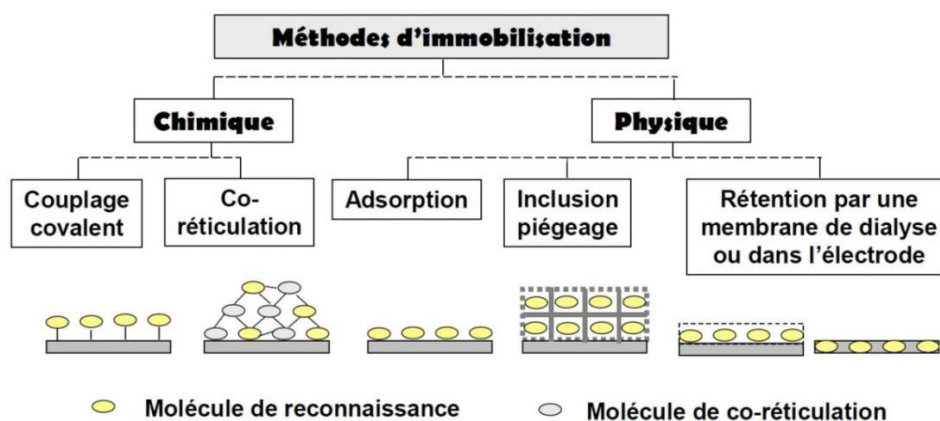 Méthodes d'immobilisation
Chimique
Physique
Couplage
covalent
Co-
réticulation
Adsorption
Inclusion
piégeage
Rétention par une
membrane de dialyse
ou dans l'électrode
Molécule de reconnaissance
Molécule de co-réticulation